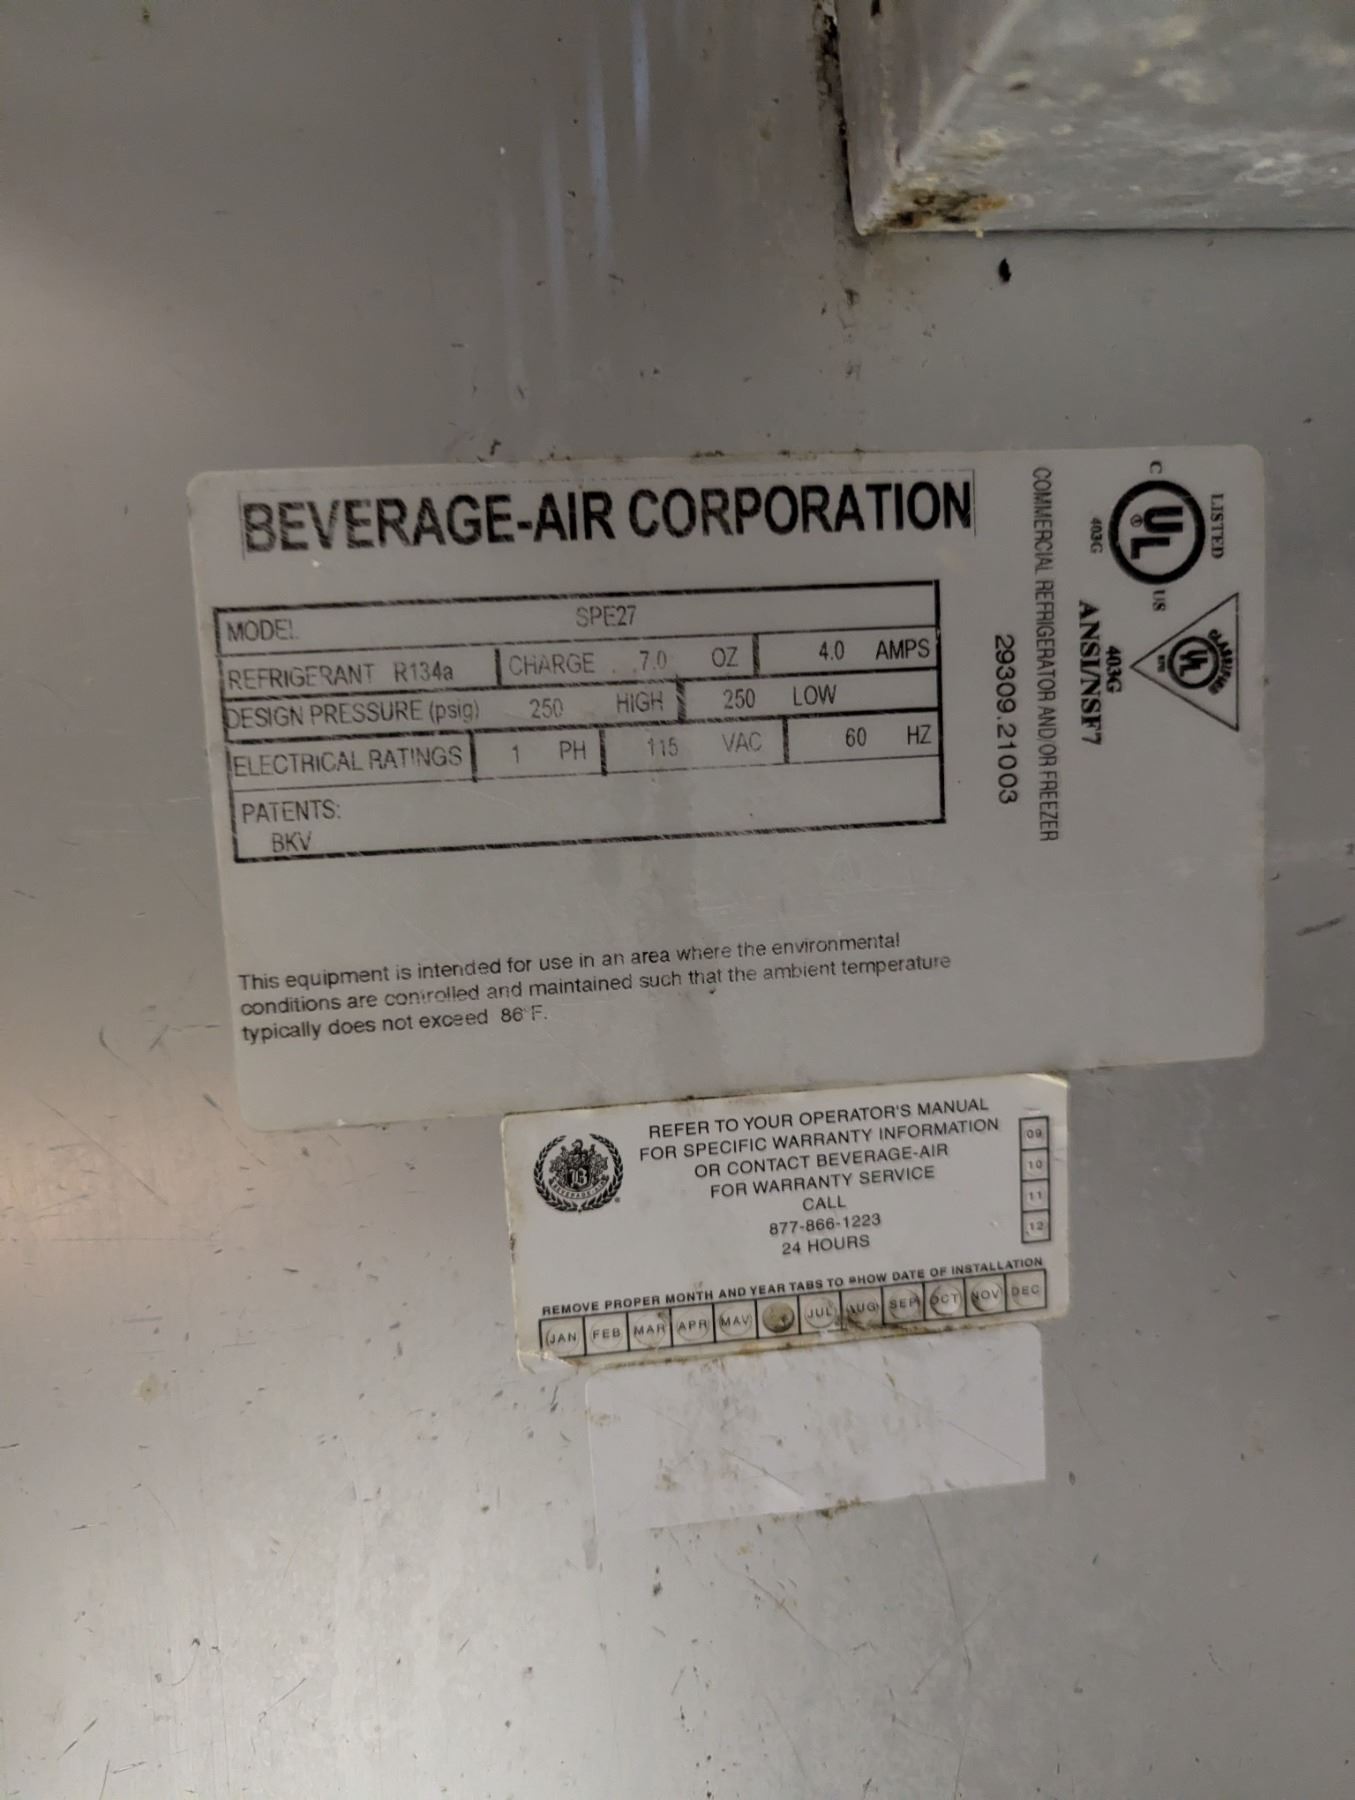 BEVERAGE-AIR CORPORATION
MODEL SPE27
REFRIGERANT R134a CHARGE 7.0 OZ 4.0 AMPS
DESIGN PRESSURE (psig) 250 HIGH 250 LOW
ELECTRICAL RATINGS 1 PH 115 VAC 60 HZ
PATENTS:
BKV
This equipment is intended for use in an area where the environmental
conditions are controlled and maintained such that the ambient temperature
typically does not exceed 86°F.
LISTED
C UL® US
403G
UL
EPH
CLASSIFIED
403G
ANSI/NSF7
COMMERCIAL REFRIGERATOR AND/OR FREEZER
29309.21003
B
BEVERAGE-AIR
REFER TO YOUR OPERATOR'S MANUAL
FOR SPECIFIC WARRANTY INFORMATION
OR CONTACT BEVERAGE-AIR
FOR WARRANTY SERVICE
CALL
877-866-1223
24 HOURS
09
10
11
12
REMOVE PROPER MONTH AND YEAR TABS TO SHOW DATE OF INSTALLATION
JAN FEB MAR APR MAY JUL AUG SEP OCT NOV DEC